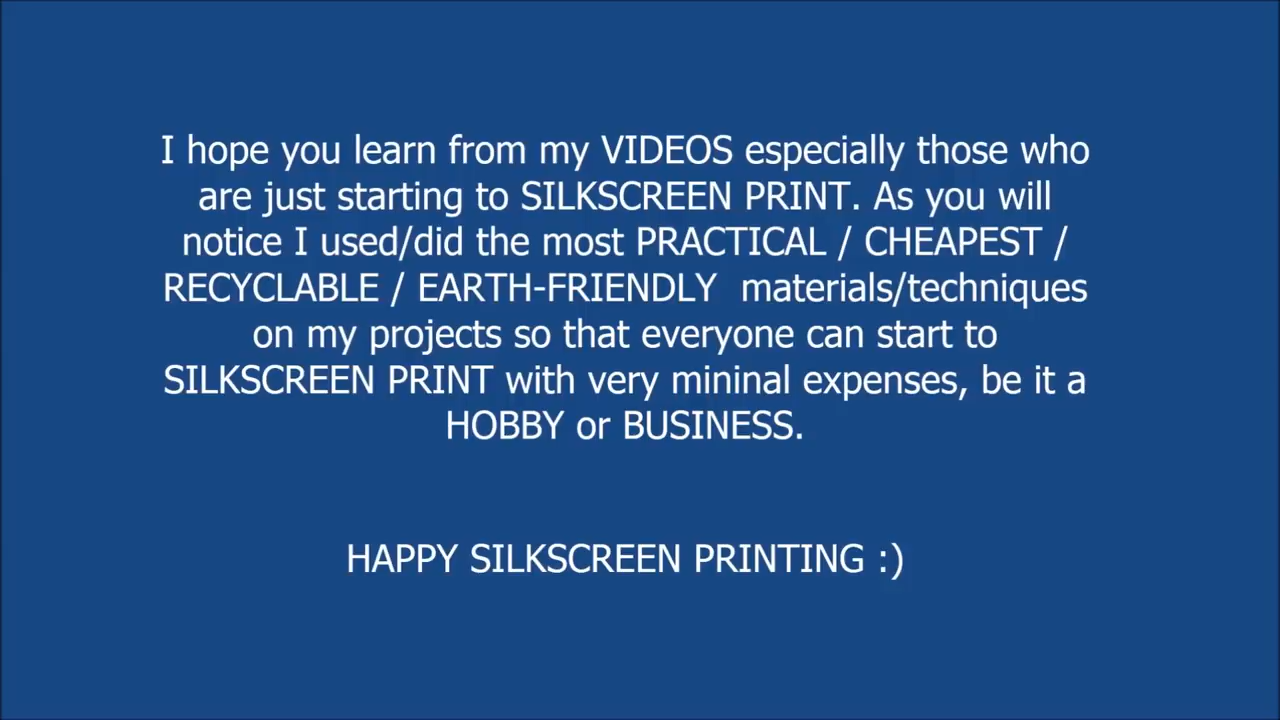 I hope you learn from my VIDEOS especially those who
are just starting to SILKSCREEN PRINT. As you will
notice I used/did the most PRACTICAL / CHEAPEST /
RECYCLABLE / EARTH-FRIENDLY  materials/techniques
on my projects so that everyone can start to
SILKSCREEN PRINT with very mininal expenses, be it a
HOBBY or BUSINESS.
HAPPY SILKSCREEN PRINTING :)